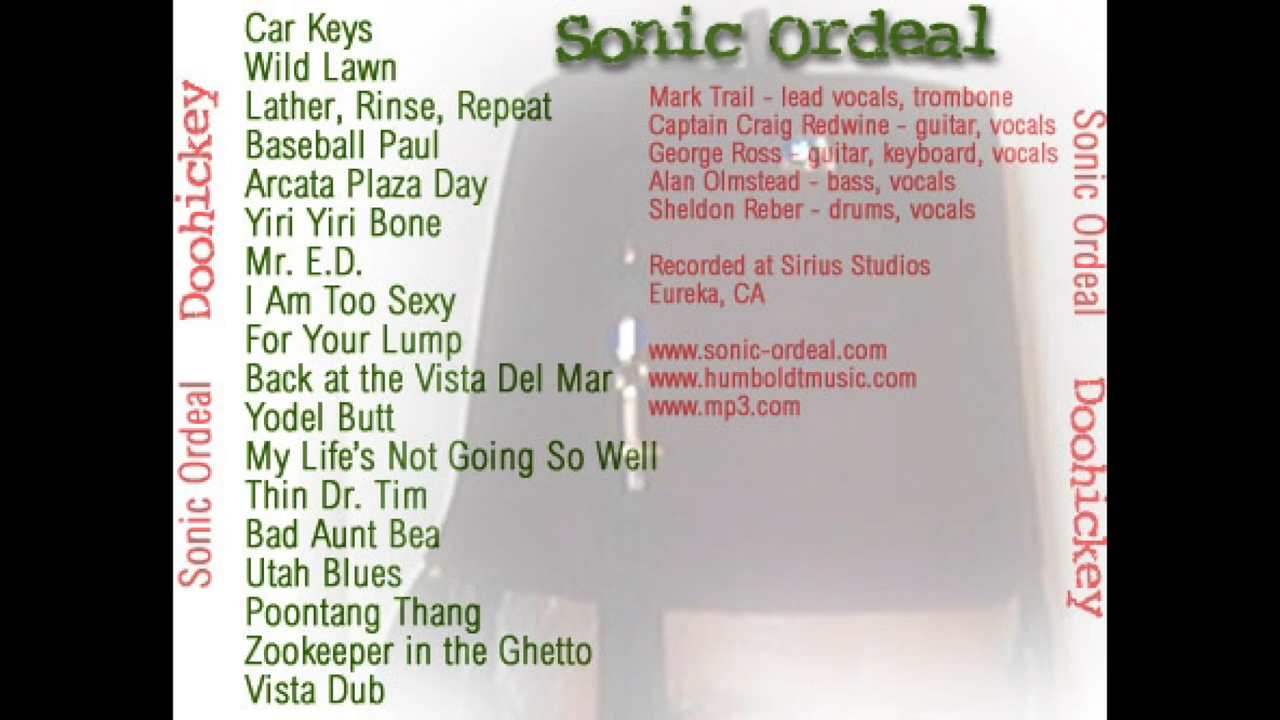 Doohickey
Sonic Ordeal
Car Keys
Wild Lawn
Lather, Rinse, Repeat
Baseball Paul
Arcata Plaza Day
Yiri Yiri Bone
Mr. E.D.
I Am Too Sexy
For Your Lump
Back at the Vista Del Mar
Yodel Butt
My Life's Not Going So Well
Thin Dr. Tim
Bad Aunt Bea
Utah Blues
Poontang Thang
Zookeeper in the Ghetto
Vista Dub
Sonic Ordeal
Mark Trail - lead vocals, trombone
Captain Craig Redwine - guitar, vocals
George Ross - guitar, keyboard, vocals
Alan Olmstead - bass, vocals
Sheldon Reber - drums, vocals
Recorded at Sirius Studios
Eureka, CA
www.sonic-ordeal.com
www.humboldtmusic.com
www.mp3.com
Sonic Ordeal
Doohickey